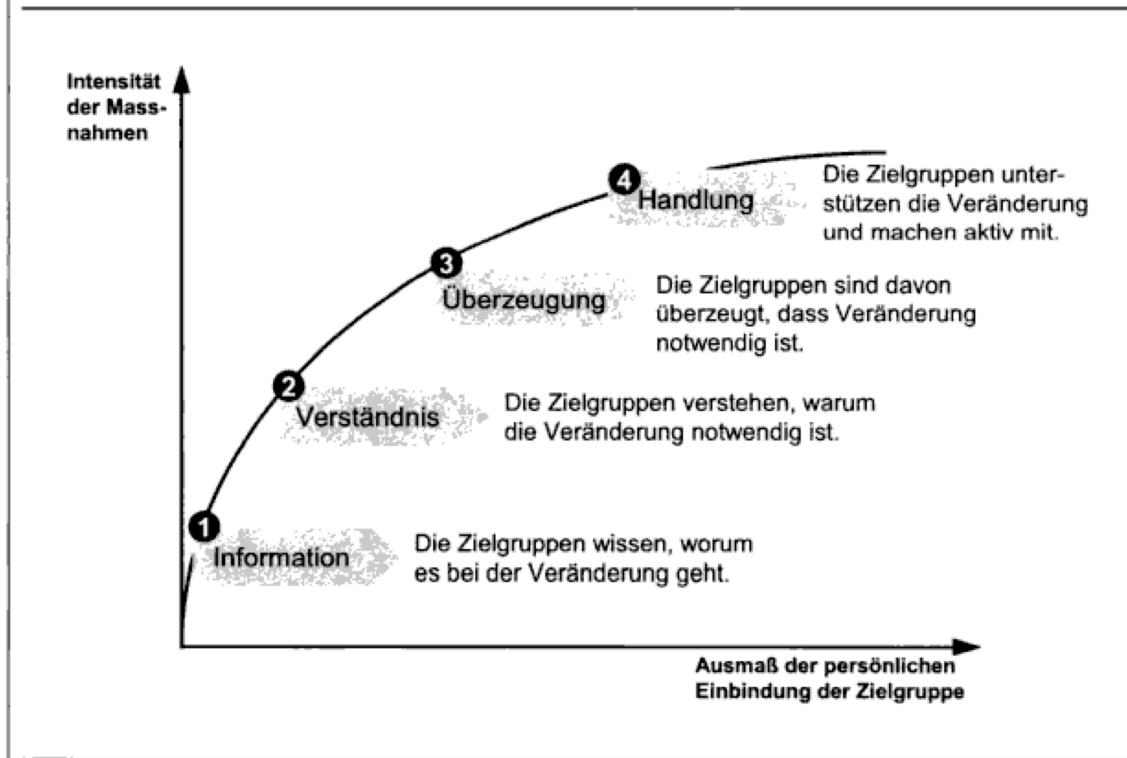 Intensität
der Mass-
nahmen
4
Handlung
Die Zielgruppen unter-
stützen die Veränderung
und machen aktiv mit.
3
Überzeugung
Die Zielgruppen sind davon
überzeugt, dass Veränderung
notwendig ist.
2
Verständnis
Die Zielgruppen verstehen, warum
die Veränderung notwendig ist.
1
Information
Die Zielgruppen wissen, worum
es bei der Veränderung geht.
Ausmaß der persönlichen
Einbindung der Zielgruppe